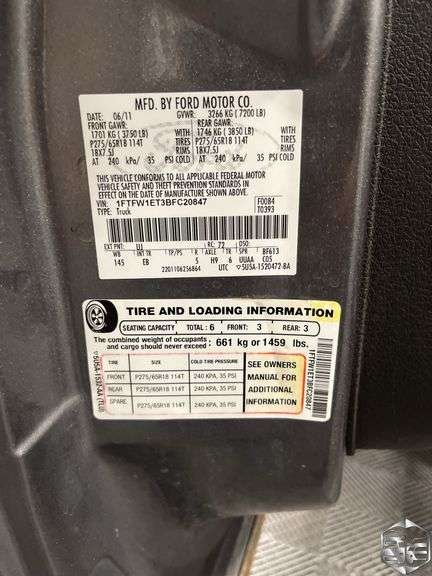 MFD. BY FORD MOTOR CO.
DATE: 06/11 GVWR: 3266 KG (7200 LB)
FRONT GAWR: REAR GAWR:
1701 KG (3750 LB) WITH 1746 KG (3850 LB) WITH
P275/65R18 114T TIRES P275/65R18 114T TIRES
18X7.5J RIMS 18X7.5J RIMS
AT 240 kPa/ 35 PSI COLD AT 240 kPa/ 35 PSI COLD
THIS VEHICLE CONFORMS TO ALL APPLICABLE FEDERAL MOTOR
VEHICLE SAFETY AND THEFT PREVENTION STANDARDS IN
EFFECT ON THE DATE OF MANUFACTURE SHOWN ABOVE.
VIN: 1FTFW1ET3BFC20847 F0084
TYPE: Truck T0393
EXT PNT: UI RC: 72 DSO:
WB INT TR TP/PS R AXLE TR SPR BF613
145 EB 5 H9 6 UUAA C05
2201106256864 UTC 5U5A-1520472-BA
TIRE AND LOADING INFORMATION
SEATING CAPACITY TOTAL: 6 FRONT: 3 REAR: 3
The combined weight of occupants
and cargo should never exceed: 661 kg or 1459 lbs.
TIRE SIZE COLD TIRE PRESSURE
FRONT P275/65R18 114T 240 KPA, 35 PSI
REAR P275/65R18 114T 240 KPA, 35 PSI
SPARE P275/65R18 114T 240 KPA, 35 PSI
SEE OWNERS
MANUAL FOR
ADDITIONAL
INFORMATION
1FTFW1ET3BFC20847